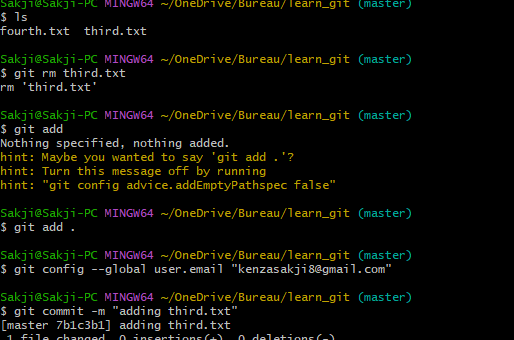 Sakji@Sakji-PC MINGW64 ~/OneDrive/Bureau/learn_git (master)
$ ls
fourth.txt  third.txt

Sakji@Sakji-PC MINGW64 ~/OneDrive/Bureau/learn_git (master)
$ git rm third.txt
rm 'third.txt'

Sakji@Sakji-PC MINGW64 ~/OneDrive/Bureau/learn_git (master)
$ git add
Nothing specified, nothing added.
hint: Maybe you wanted to say 'git add .'?
hint: Turn this message off by running
hint: "git config advice.addEmptyPathspec false"

Sakji@Sakji-PC MINGW64 ~/OneDrive/Bureau/learn_git (master)
$ git add .

Sakji@Sakji-PC MINGW64 ~/OneDrive/Bureau/learn_git (master)
$ git config --global user.email "kenzasakji8@gmail.com"

Sakji@Sakji-PC MINGW64 ~/OneDrive/Bureau/learn_git (master)
$ git commit -m "adding third.txt"
[master 7b1c3b1] adding third.txt
 1 file changed, 0 insertions(+), 0 deletions(-)